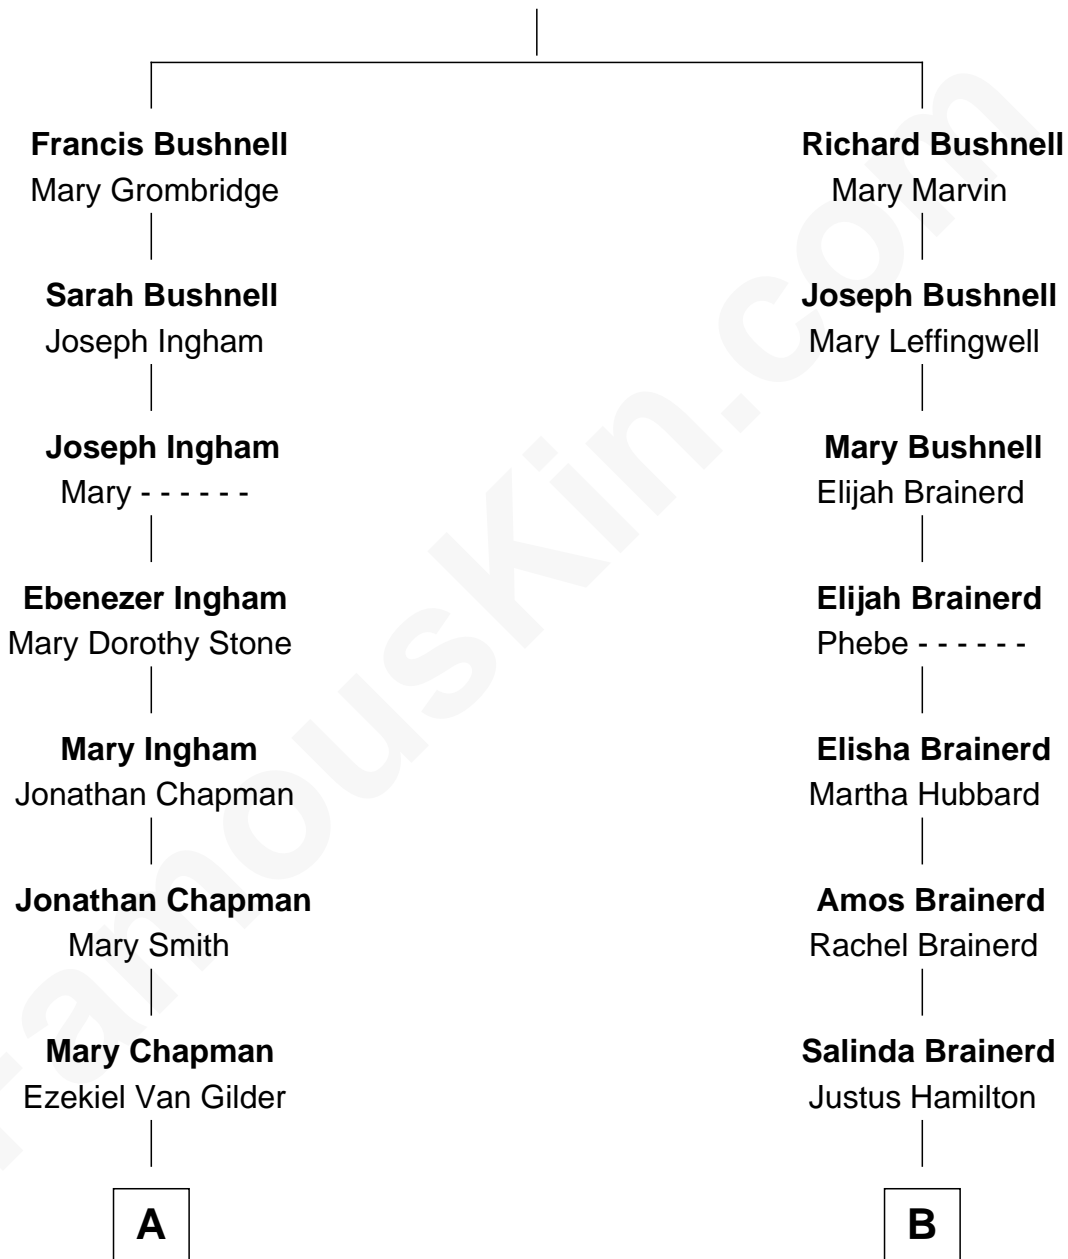 Francis Bushnell
Mary Grombridge
Sarah Bushnell
Joseph Ingham
Joseph Ingham
Mary - - - - - -
Ebenezer Ingham
Mary Dorothy Stone
Mary Ingham
Jonathan Chapman
Jonathan Chapman
Mary Smith
Mary Chapman
Ezekiel Van Gilder
A
Richard Bushnell
Mary Marvin
Joseph Bushnell
Mary Leffingwell
Mary Bushnell
Elijah Brainerd
Elijah Brainerd
Phebe - - - - - -
Elisha Brainerd
Martha Hubbard
Amos Brainerd
Rachel Brainerd
Salinda Brainerd
Justus Hamilton
B
FamousKin.com